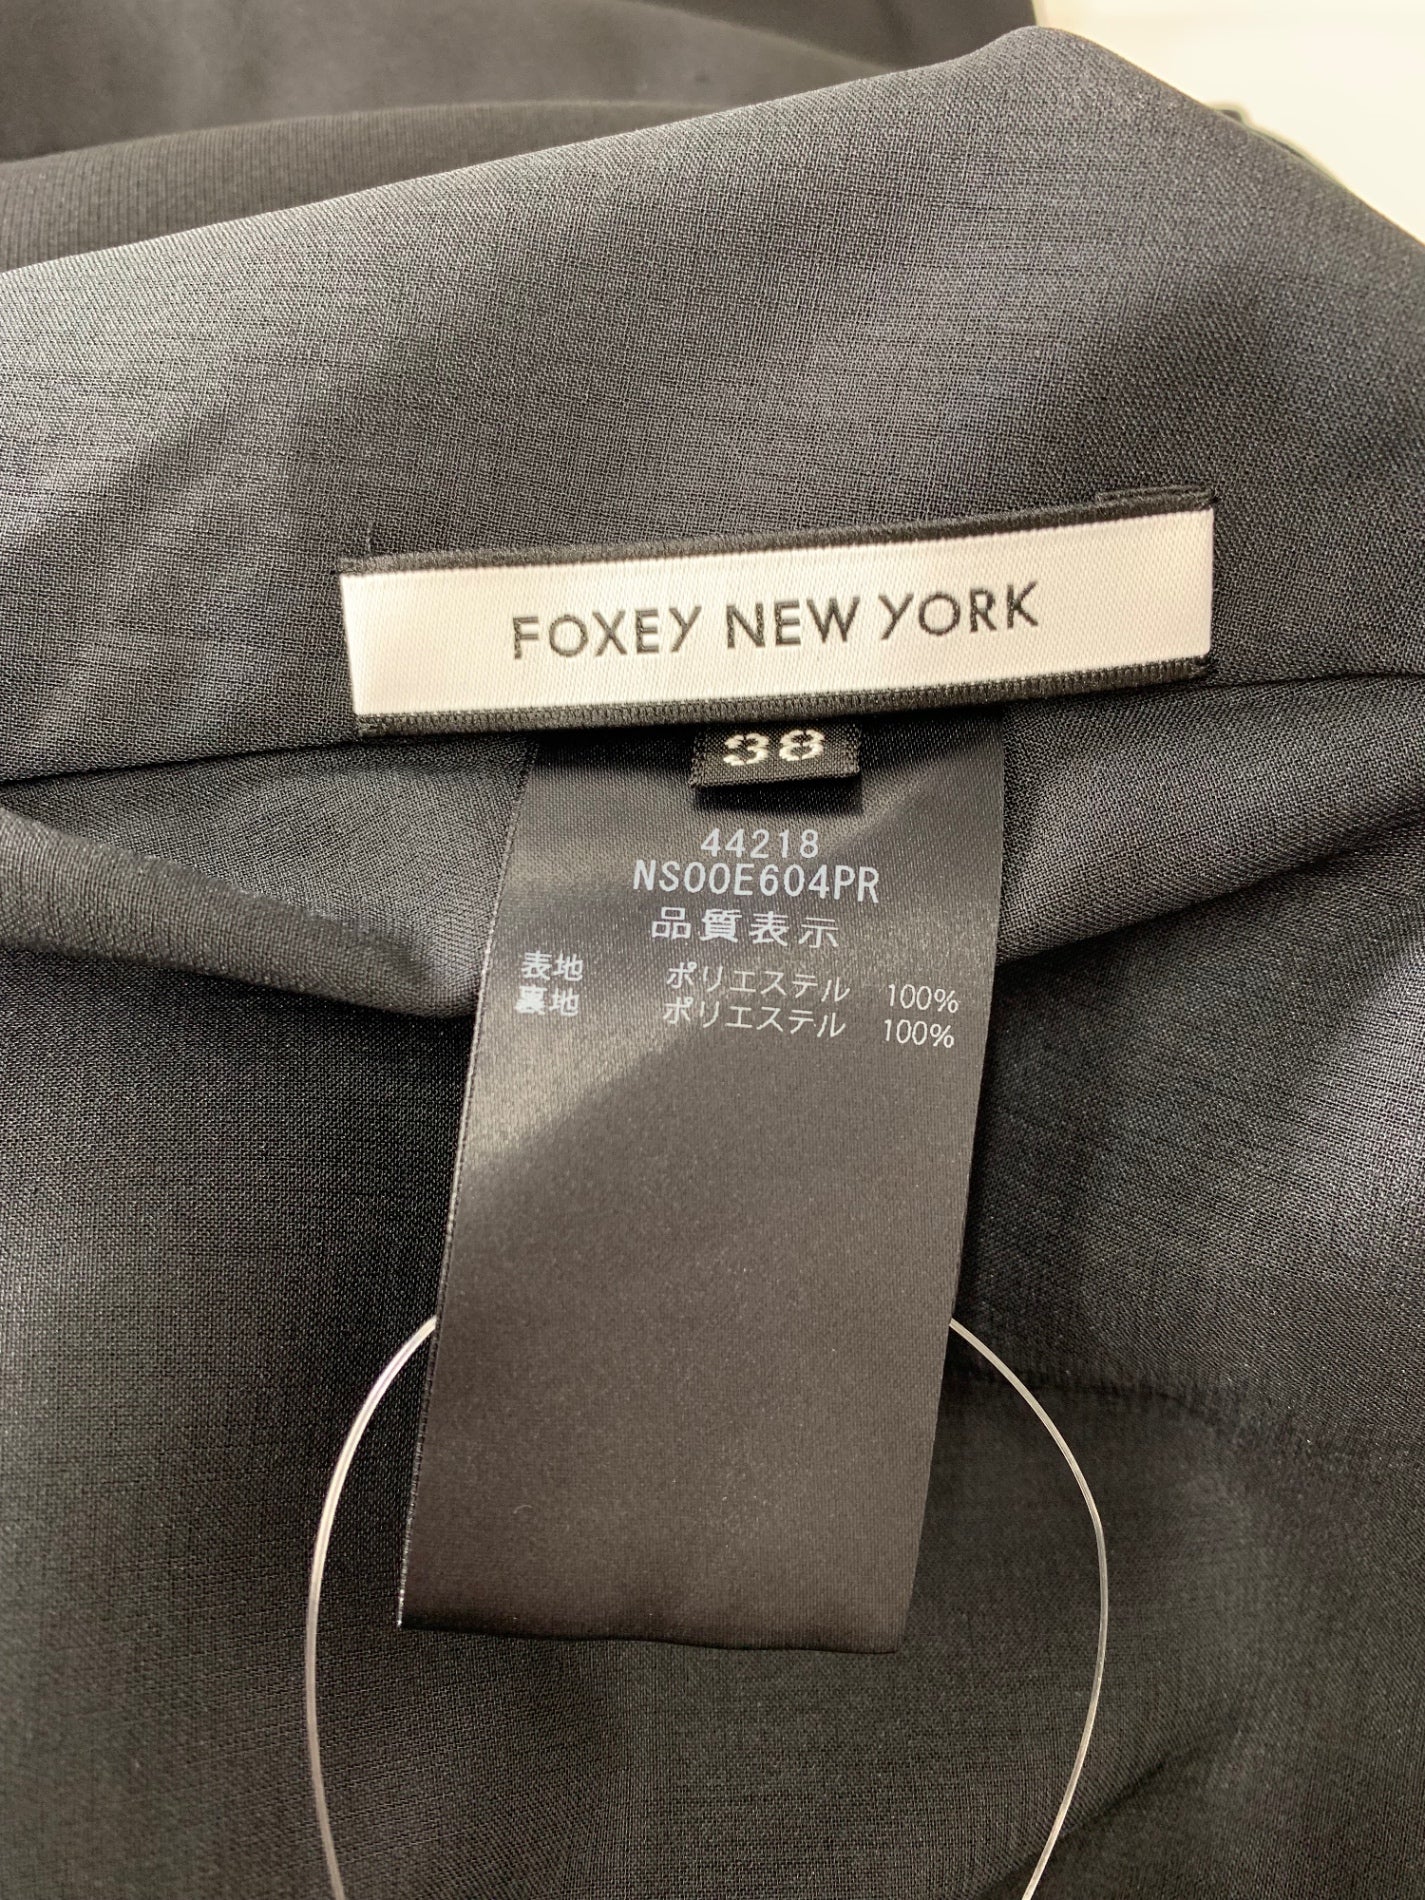 FOXEY NEW YORK
38
44218
NS00E604PR
品質表示
表地 ポリエステル 100%
裏地 ポリエステル 100%